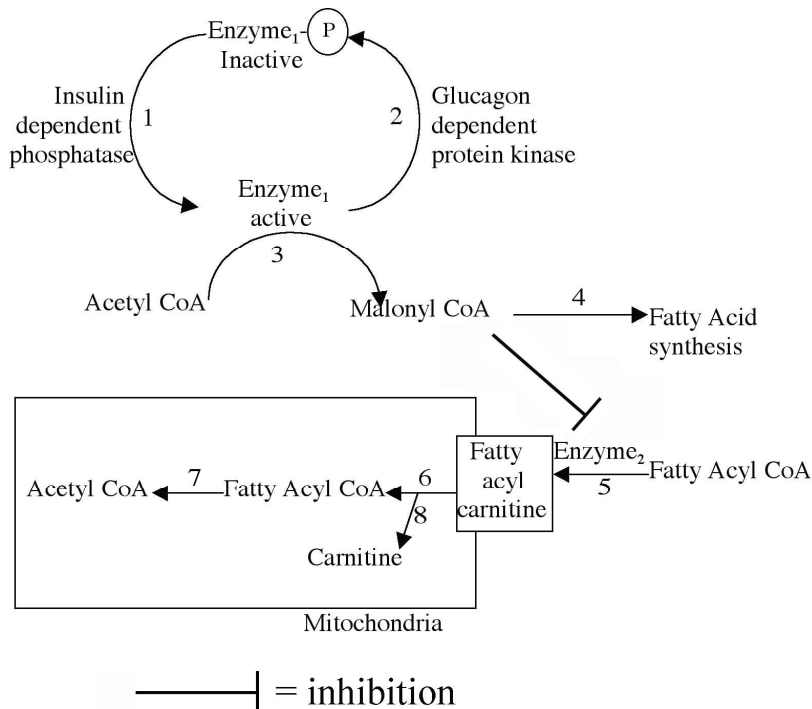 Enzyme₁- P
Inactive
Insulin
dependent
phosphatase
1
2
Glucagon
dependent
protein kinase
Enzyme₁
active
3
Acetyl CoA
Malonyl CoA
4
Fatty Acid
synthesis
Acetyl CoA
7
Fatty Acyl CoA
6
8
Carnitine
Fatty
acyl
carnitine
Enzyme₂
5
Fatty Acyl CoA
Mitochondria
= inhibition